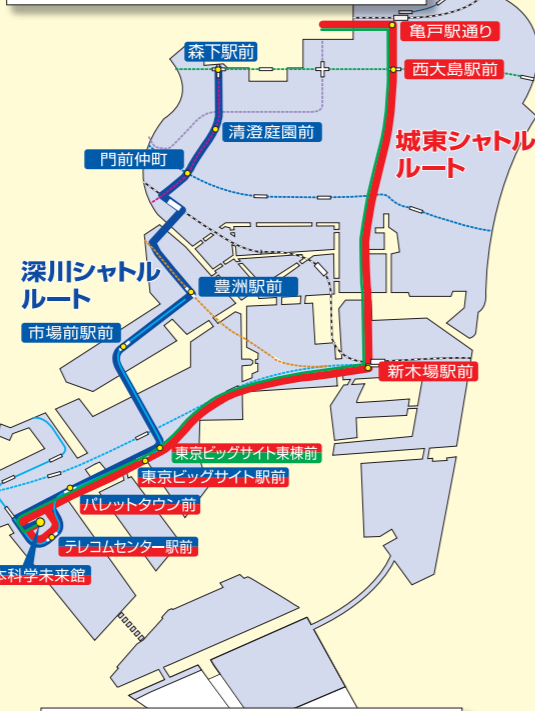 亀戸駅通り
森下駅前
西大島駅前
清澄庭園前
城東シャトル
ルート
門前仲町
深川シャトル
ルート
豊洲駅前
市場前駅前
新木場駅前
東京ビッグサイト東棟前
東京ビッグサイト駅前
パレットタウン前
テレコムセンター駅前
本科学未来館